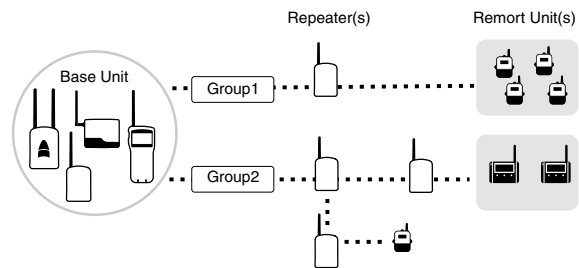 Repeater(s)
Remort Unit(s)
Base Unit
Group1
Group2